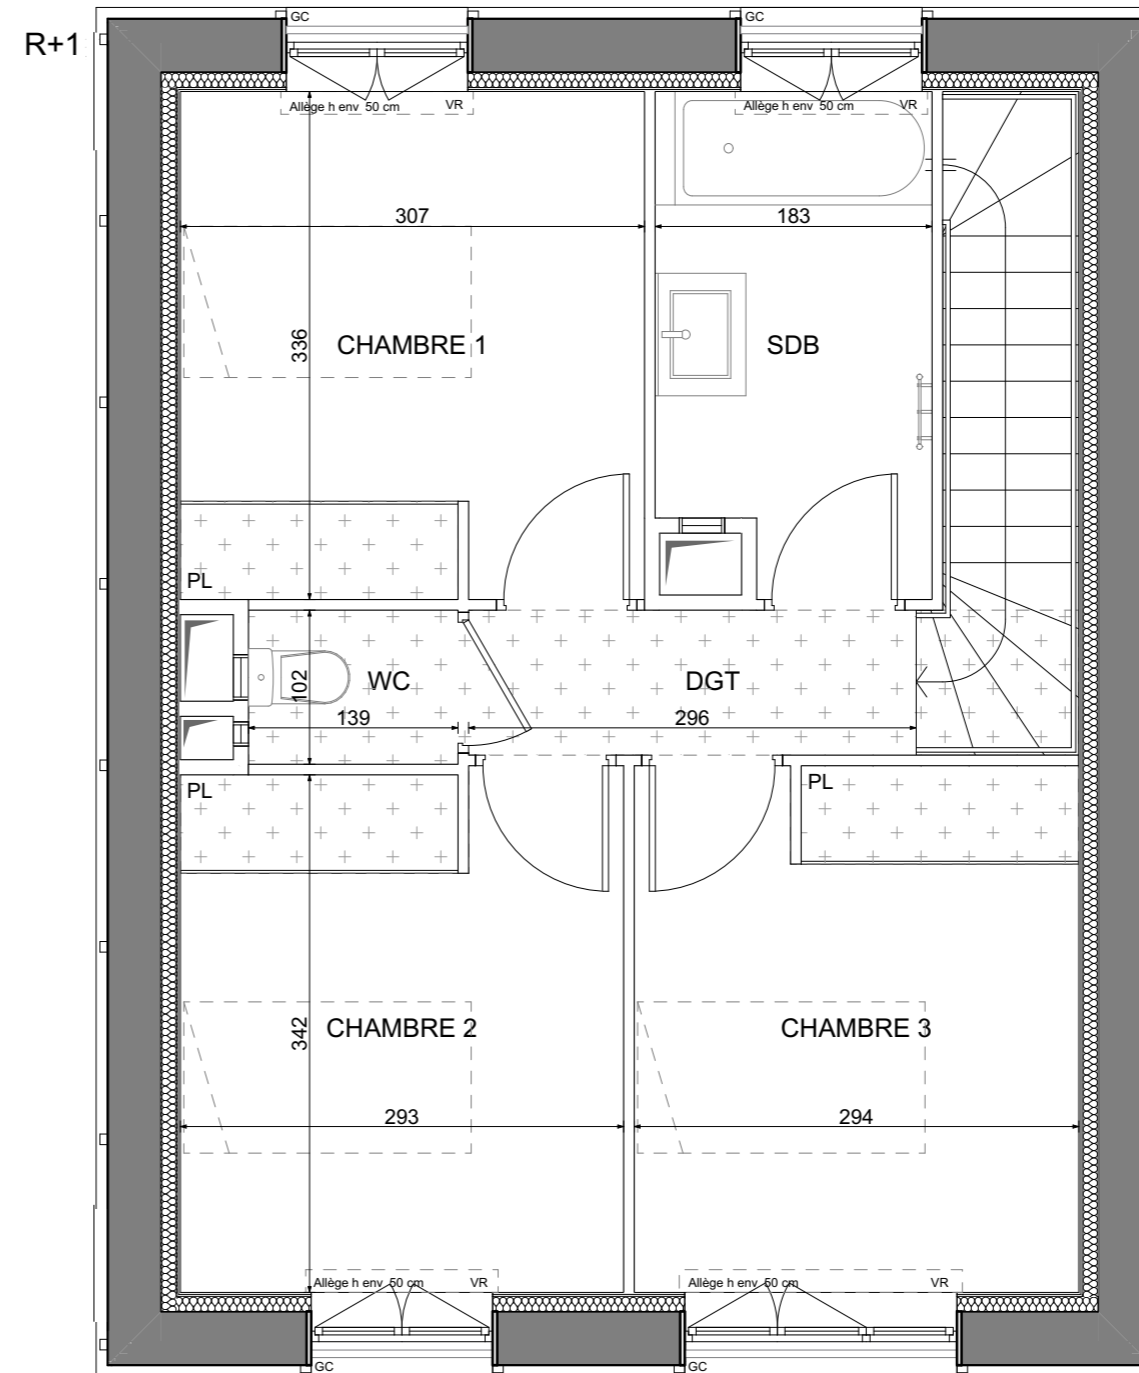 GC
GC
R+1
Allège h env 50 cm
VR
Allège h env 50 cm
VR
307
183
336
CHAMBRE 1
SDB
PL
WC
102
DGT
139
296
PL
PL
342
CHAMBRE 2
CHAMBRE 3
293
294
Allège h env 50 cm
VR
Allège h env 50 cm
VR
GC
GC